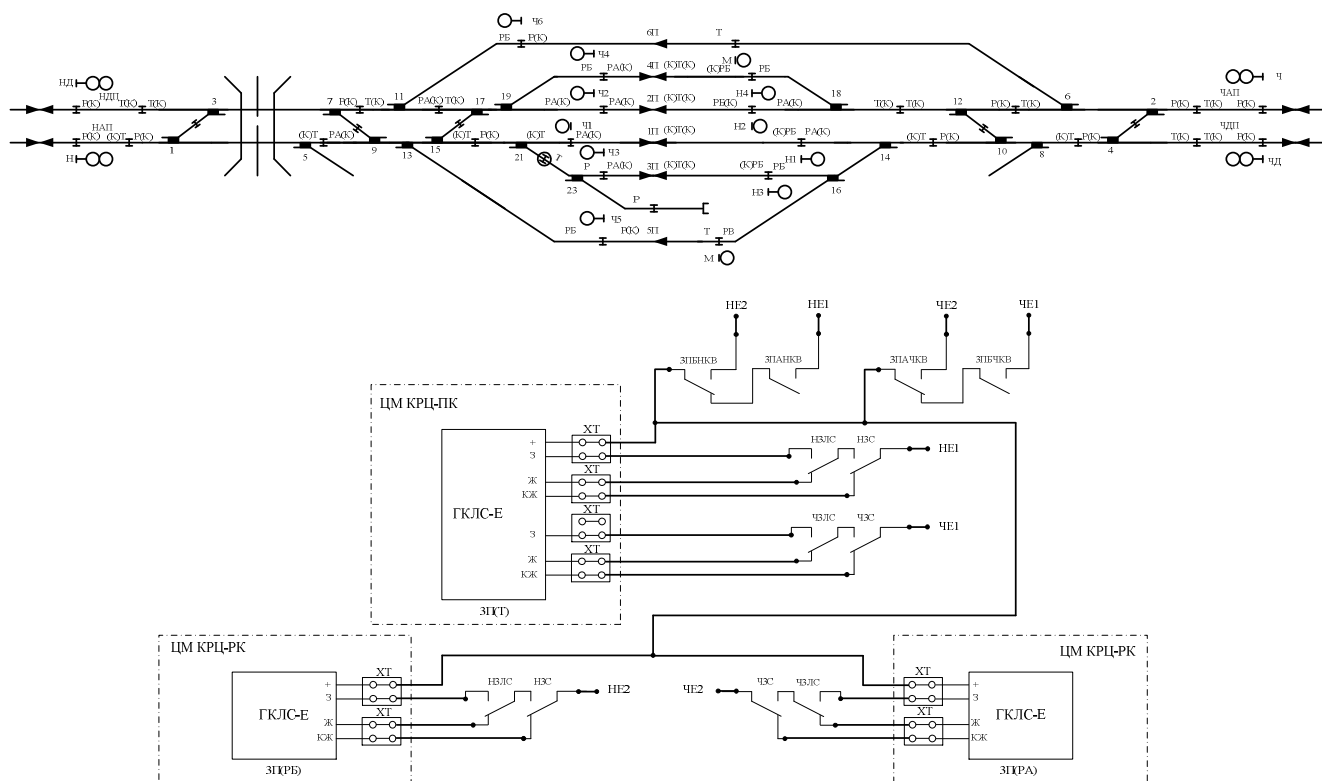 Ч6
РБ Р(К) 6П Т
Ч4 М
НД РБ РА(К) 4П (К)Т(К) (К)РБ РБ Ч
НДП Ч2 Н4 ЧАП
Р(К) Т(К) Т(К) 3 7 Р(К) Т(К) 11 РА(К) Т(К) 17 19 РА(К) РА(К) 2П (К)Т(К) РБ(К) РА(К) 18 Т(К) Т(К) 12 Р(К) Т(К) 6 2 Р(К) Т(К) Р(К)
НАП Ч1 Н2 ЧДП
Р(К) (К)Т Р(К) (К)Т РА(К) (К)Т Р(К) (К)Т РА(К) 1П (К)Т(К) (К)РБ РА(К) (К)Т Р(К) (К)Т Р(К) Т(К) Т(К) Р(К)
Н 1 5 9 13 15 21 Т Ч3 Н1 14 10 8 4 ЧД
Р РА(К) 3П (К)Т(К) (К)РБ РБ
23 Н3 16
Р
Ч5
РБ Р(К) 5П Т РВ
М
НЕ2 НЕ1 ЧЕ2 ЧЕ1
3ПБНКВ 3ПАНКВ 3ПАЧКВ 3ПБЧКВ
ЦМ КРЦ-ПК
ХТ
+
З
Н3ЛС Н3С НЕ1
ХТ
Ж
КЖ
ГКЛС-Е
ХТ
З
Ч3ЛС Ч3С ЧЕ1
ХТ
Ж
КЖ
3П(Т)
ЦМ КРЦ-РК
ХТ
+
З
Н3ЛС Н3С НЕ2
ГКЛС-Е
ХТ
Ж
КЖ
3П(РБ)
ЦМ КРЦ-РК
ХТ
+
З
ЧЕ2 Ч3С Ч3ЛС
ХТ
Ж
КЖ
ГКЛС-Е
3П(РА)